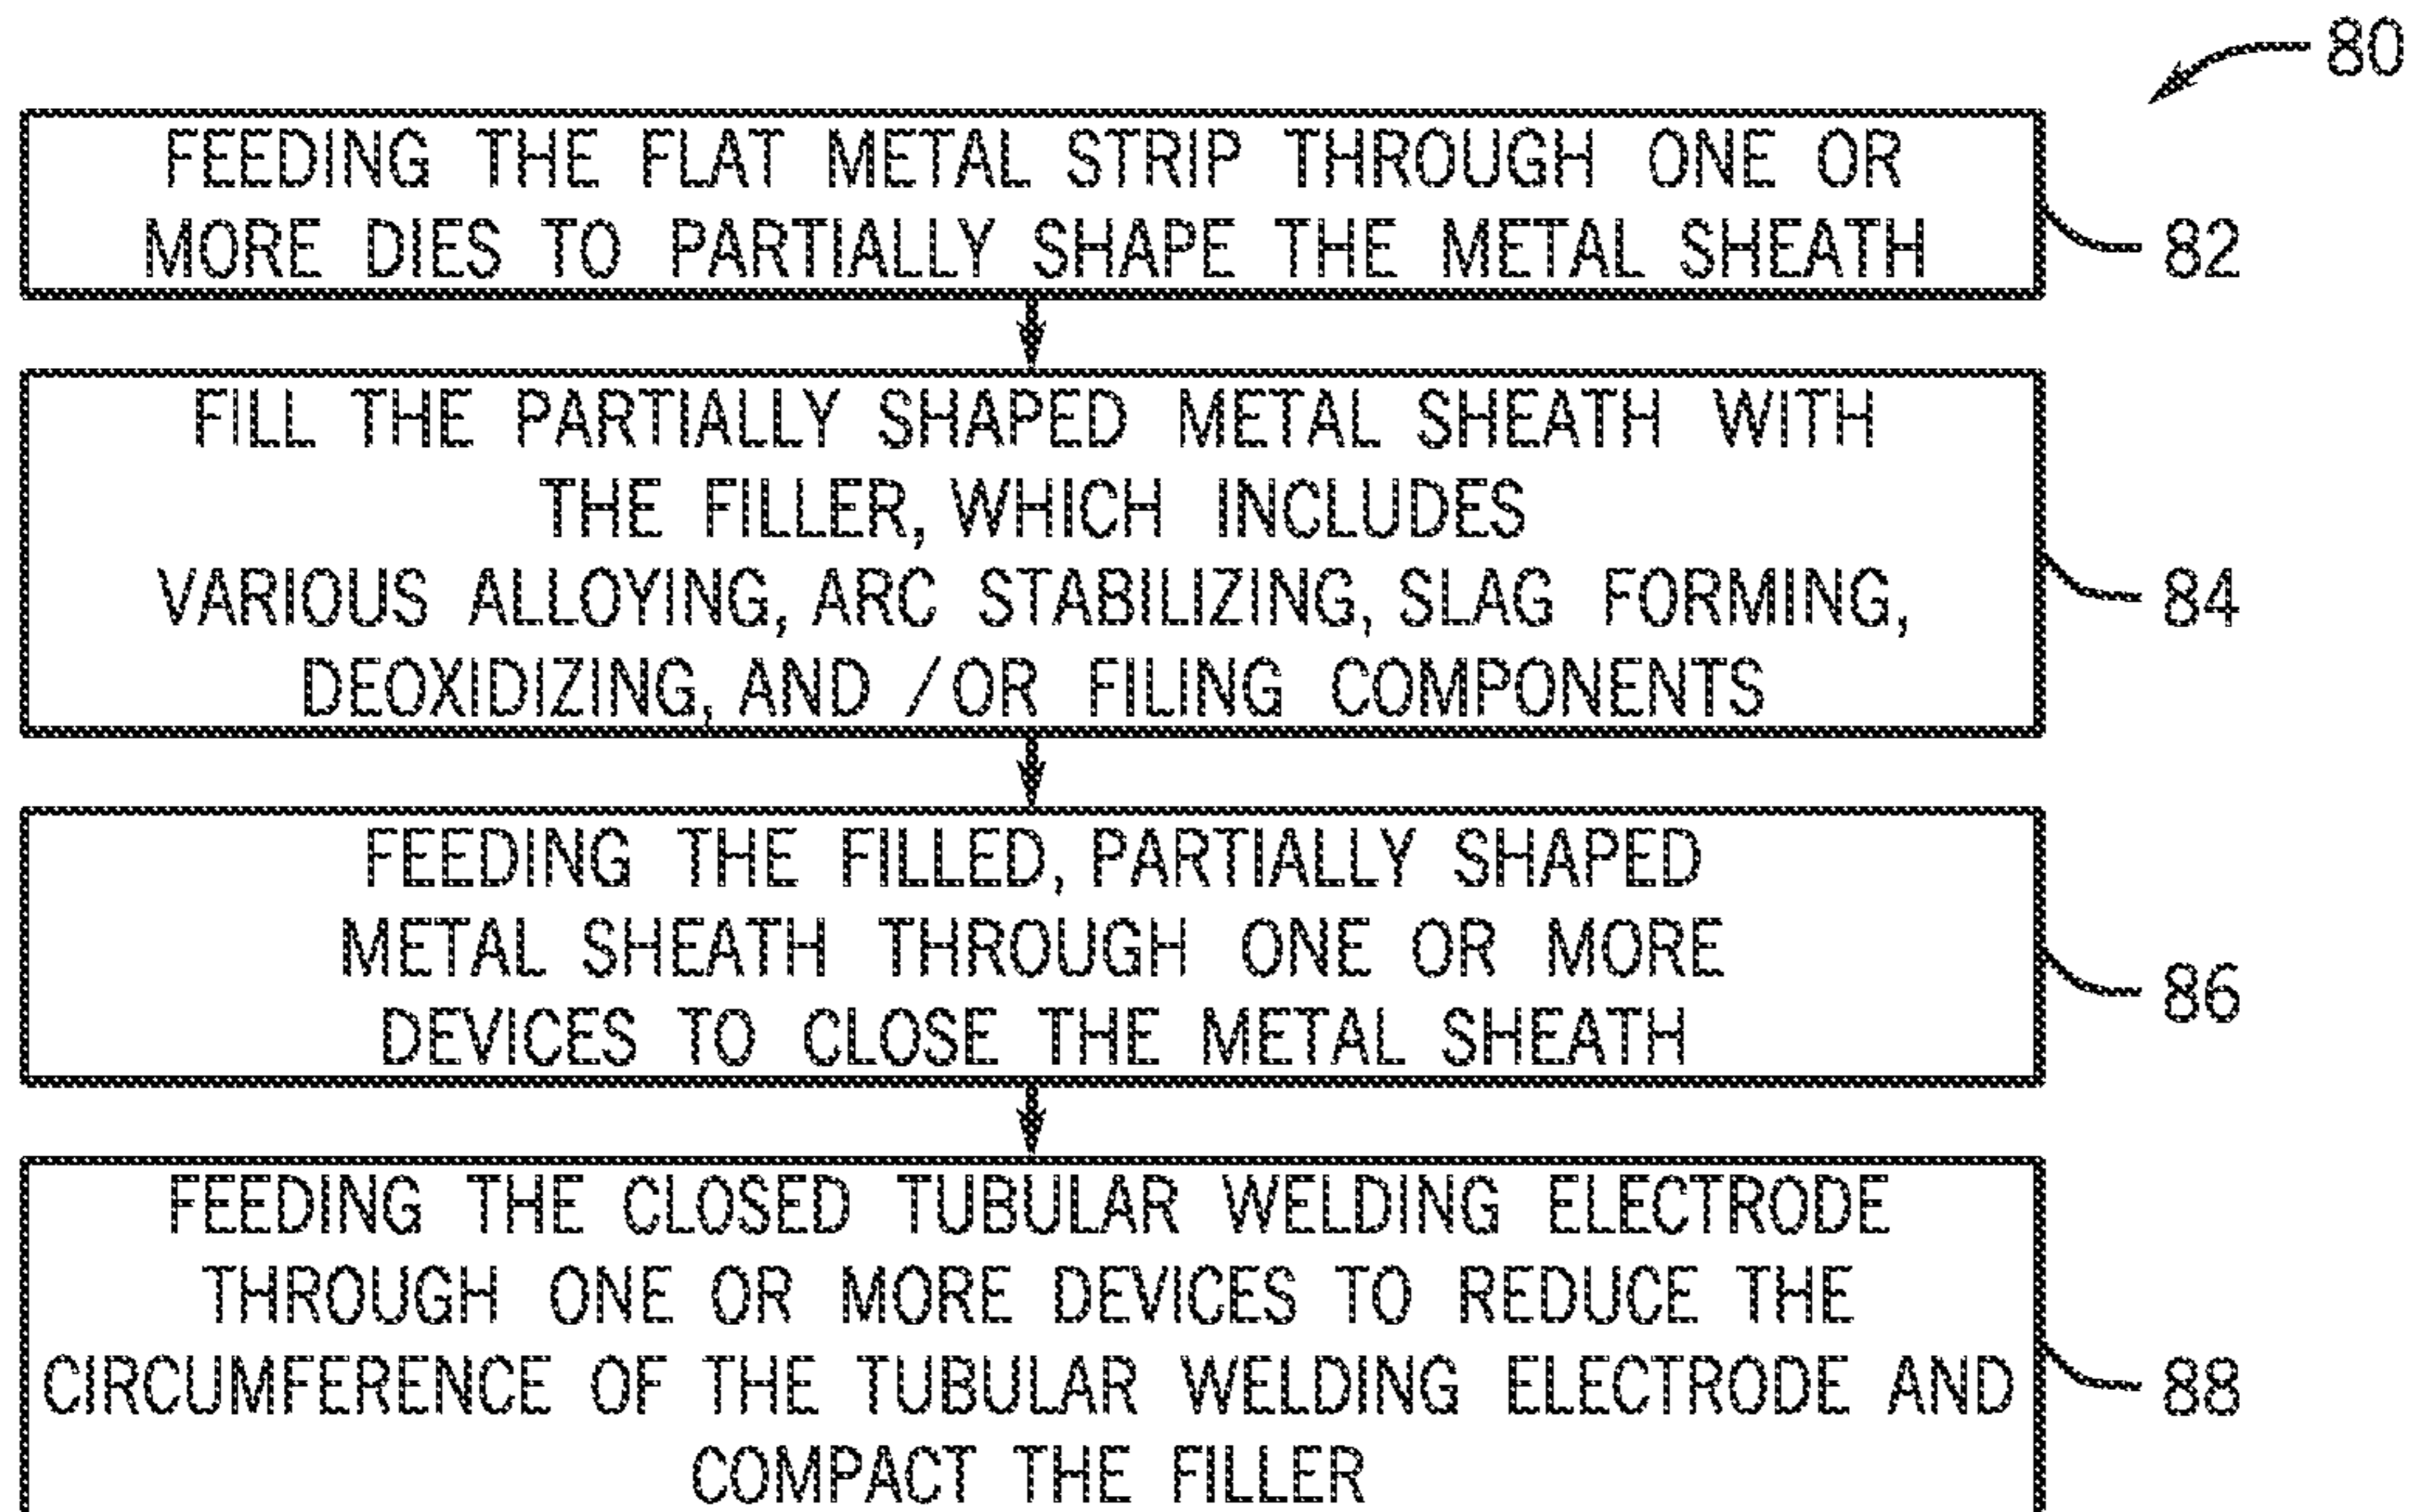 80
FEEDING THE FLAT METAL STRIP THROUGH ONE OR
MORE DIES TO PARTIALLY SHAPE THE METAL SHEATH
82
FILL THE PARTIALLY SHAPED METAL SHEATH WITH
THE FILLER, WHICH INCLUDES
VARIOUS ALLOYING, ARC STABILIZING, SLAG FORMING,
DEOXIDIZING, AND /OR FILING COMPONENTS
84
FEEDING THE FILLED, PARTIALLY SHAPED
METAL SHEATH THROUGH ONE OR MORE
DEVICES TO CLOSE THE METAL SHEATH
86
FEEDING THE CLOSED TUBULAR WELDING ELECTRODE
THROUGH ONE OR MORE DEVICES TO REDUCE THE
CIRCUMFERENCE OF THE TUBULAR WELDING ELECTRODE AND
COMPACT THE FILLER
88